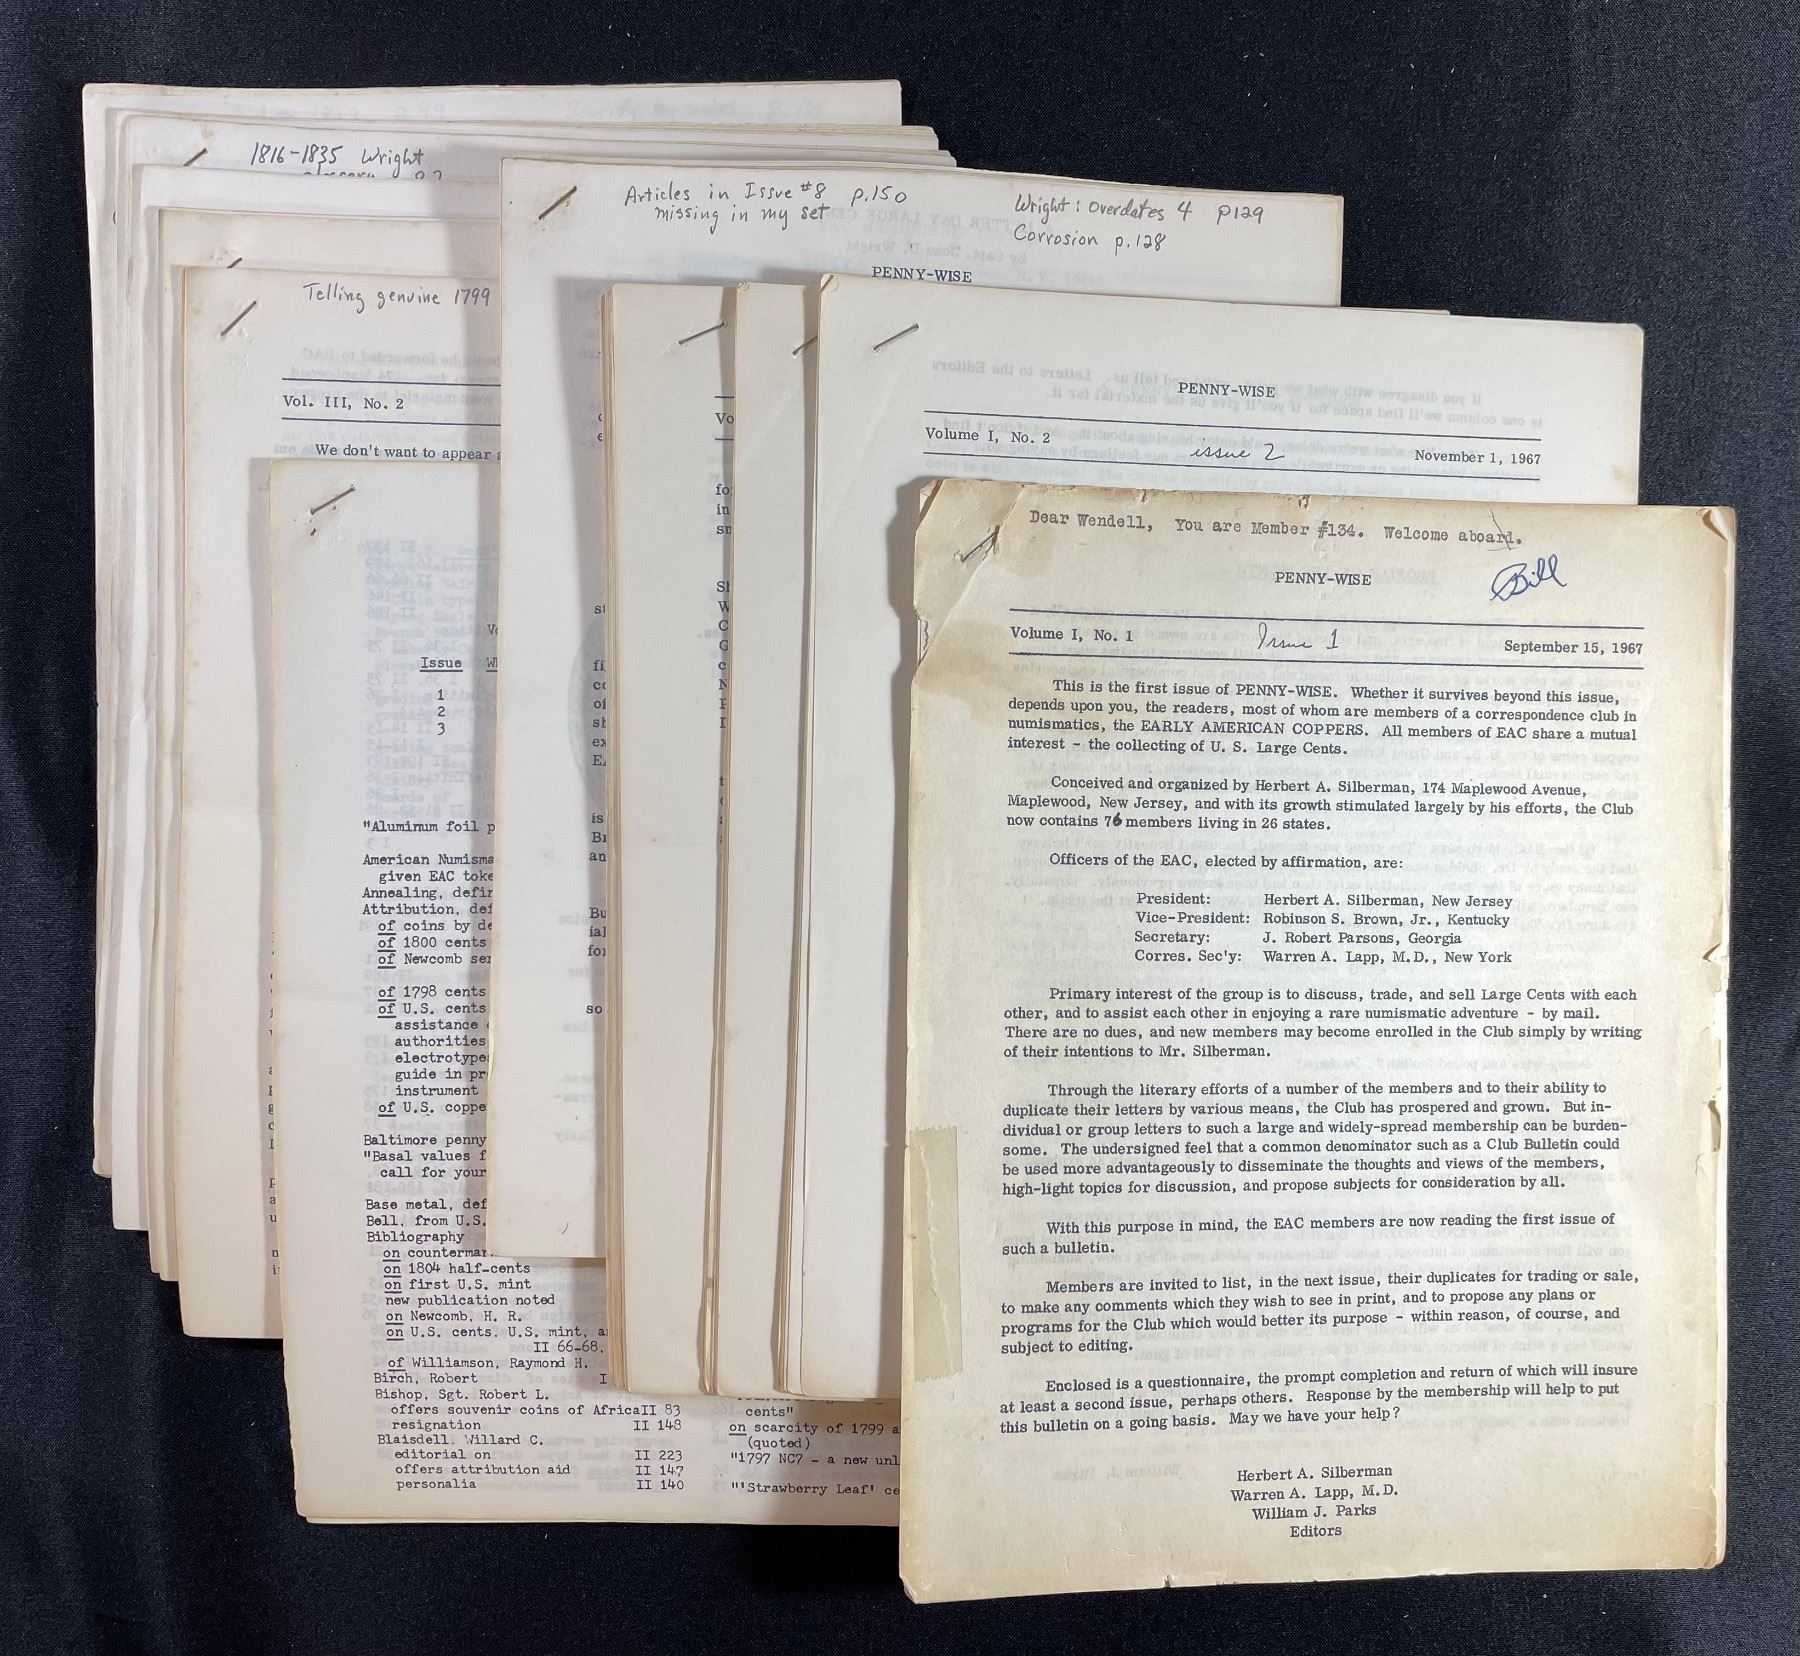 1816-1835 Wright
Telling genuine 1799
Vol. III, No. 2
We don't want to appear
Issue
1
2
3
"Aluminum foil p
American Numisma
given EAC toke
Annealing, defin
Attribution, def
of coins by de
of 1800 cents
of Newcomb ser
of 1798 cents
of U.S. cents
assistance
authorities
electrotype
guide in pr
instrument
of U.S. coppe
Baltimore penny
"Basal values f
call for your
Base metal, def
Bell, from U.S.
Bibliography
on countermar
on 1804 half-cents
on first U.S. mint
new publication noted
on Newcomb, H. R.
on U.S. cents, U.S. mint, a
II 66-68,
of Williamson, Raymond H.
Birch, Robert I
Bishop, Sgt. Robert L.
offers souvenir coins of AfricaII 83
resignation II 148
Blaisdell, Willard C.
editorial on II 223
offers attribution aid II 147
personalia II 140
cents"
on scarcity of 1799 a
(quoted)
"1797 NC7 - a new unl
"'Strawberry Leaf' ce
Articles in Issue #8 p.150
missing in my set
Wright: Overdates 4 p129
Corrosion p.128
PENNY-WISE
PENNY-WISE
Volume I, No. 2 issue 2 November 1, 1967
Dear Wendell, You are Member #134. Welcome aboard.
PENNY-WISE
Bill
Volume I, No. 1 Issue 1 September 15, 1967
This is the first issue of PENNY-WISE. Whether it survives beyond this issue,
depends upon you, the readers, most of whom are members of a correspondence club in
numismatics, the EARLY AMERICAN COPPERS. All members of EAC share a mutual
interest - the collecting of U. S. Large Cents.
Conceived and organized by Herbert A. Silberman, 174 Maplewood Avenue,
Maplewood, New Jersey, and with its growth stimulated largely by his efforts, the Club
now contains 76 members living in 26 states.
Officers of the EAC, elected by affirmation, are:
President: Herbert A. Silberman, New Jersey
Vice-President: Robinson S. Brown, Jr., Kentucky
Secretary: J. Robert Parsons, Georgia
Corres. Sec'y: Warren A. Lapp, M.D., New York
Primary interest of the group is to discuss, trade, and sell Large Cents with each
other, and to assist each other in enjoying a rare numismatic adventure - by mail.
There are no dues, and new members may become enrolled in the Club simply by writing
of their intentions to Mr. Silberman.
Through the literary efforts of a number of the members and to their ability to
duplicate their letters by various means, the Club has prospered and grown. But in-
dividual or group letters to such a large and widely-spread membership can be burden-
some. The undersigned feel that a common denominator such as a Club Bulletin could
be used more advantageously to disseminate the thoughts and views of the members,
high-light topics for discussion, and propose subjects for consideration by all.
With this purpose in mind, the EAC members are now reading the first issue of
such a bulletin.
Members are invited to list, in the next issue, their duplicates for trading or sale,
to make any comments which they wish to see in print, and to propose any plans or
programs for the Club which would better its purpose - within reason, of course, and
subject to editing.
Enclosed is a questionnaire, the prompt completion and return of which will insure
at least a second issue, perhaps others. Response by the membership will help to put
this bulletin on a going basis. May we have your help?
Herbert A. Silberman
Warren A. Lapp, M.D.
William J. Parks
Editors